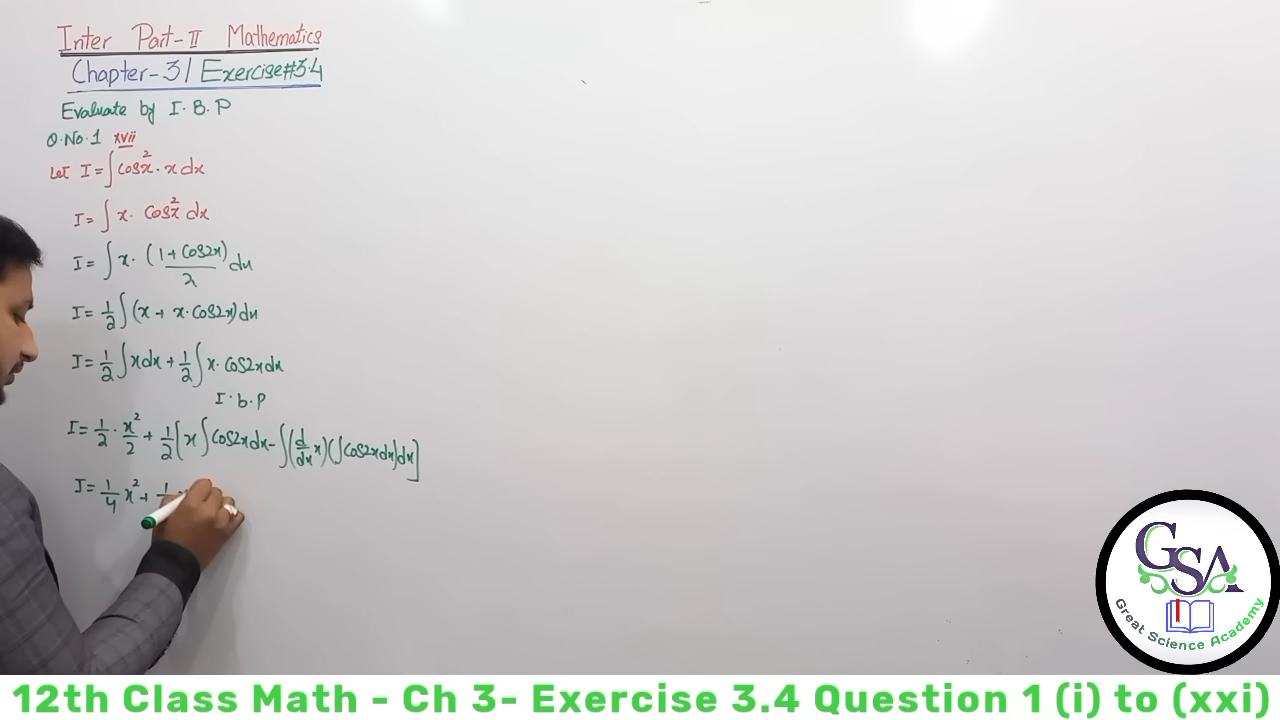 Inter Part-II Mathematics
Chapter-3/ Exercise#3.4
Evaluate by I.B.P
Q.No.1 xvii
Let I = ∫ cos²x · x dx
I = ∫ x · cos²x dx
I = ∫ x · (1 + cos2x)/2 dx
I = 1/2 ∫ (x + x · cos2x) dx
I = 1/2 ∫ x dx + 1/2 ∫ x · cos2x dx
I.b.P
I = 1/2 · x²/2 + 1/2 [x ∫ cos2x dx - ∫ (d/dx x)(∫ cos2x dx) dx]
I = 1/4 x² + 1
GSA
Great Science Academy
12th Class Math - Ch 3- Exercise 3.4 Question 1 (i) to (xxi)